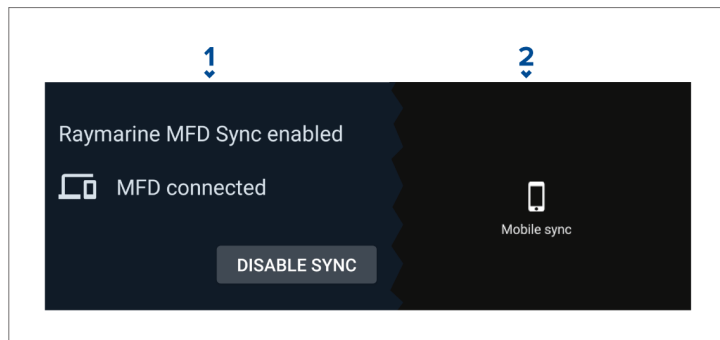 1
2
Raymarine MFD Sync enabled
MFD connected
DISABLE SYNC
Mobile sync